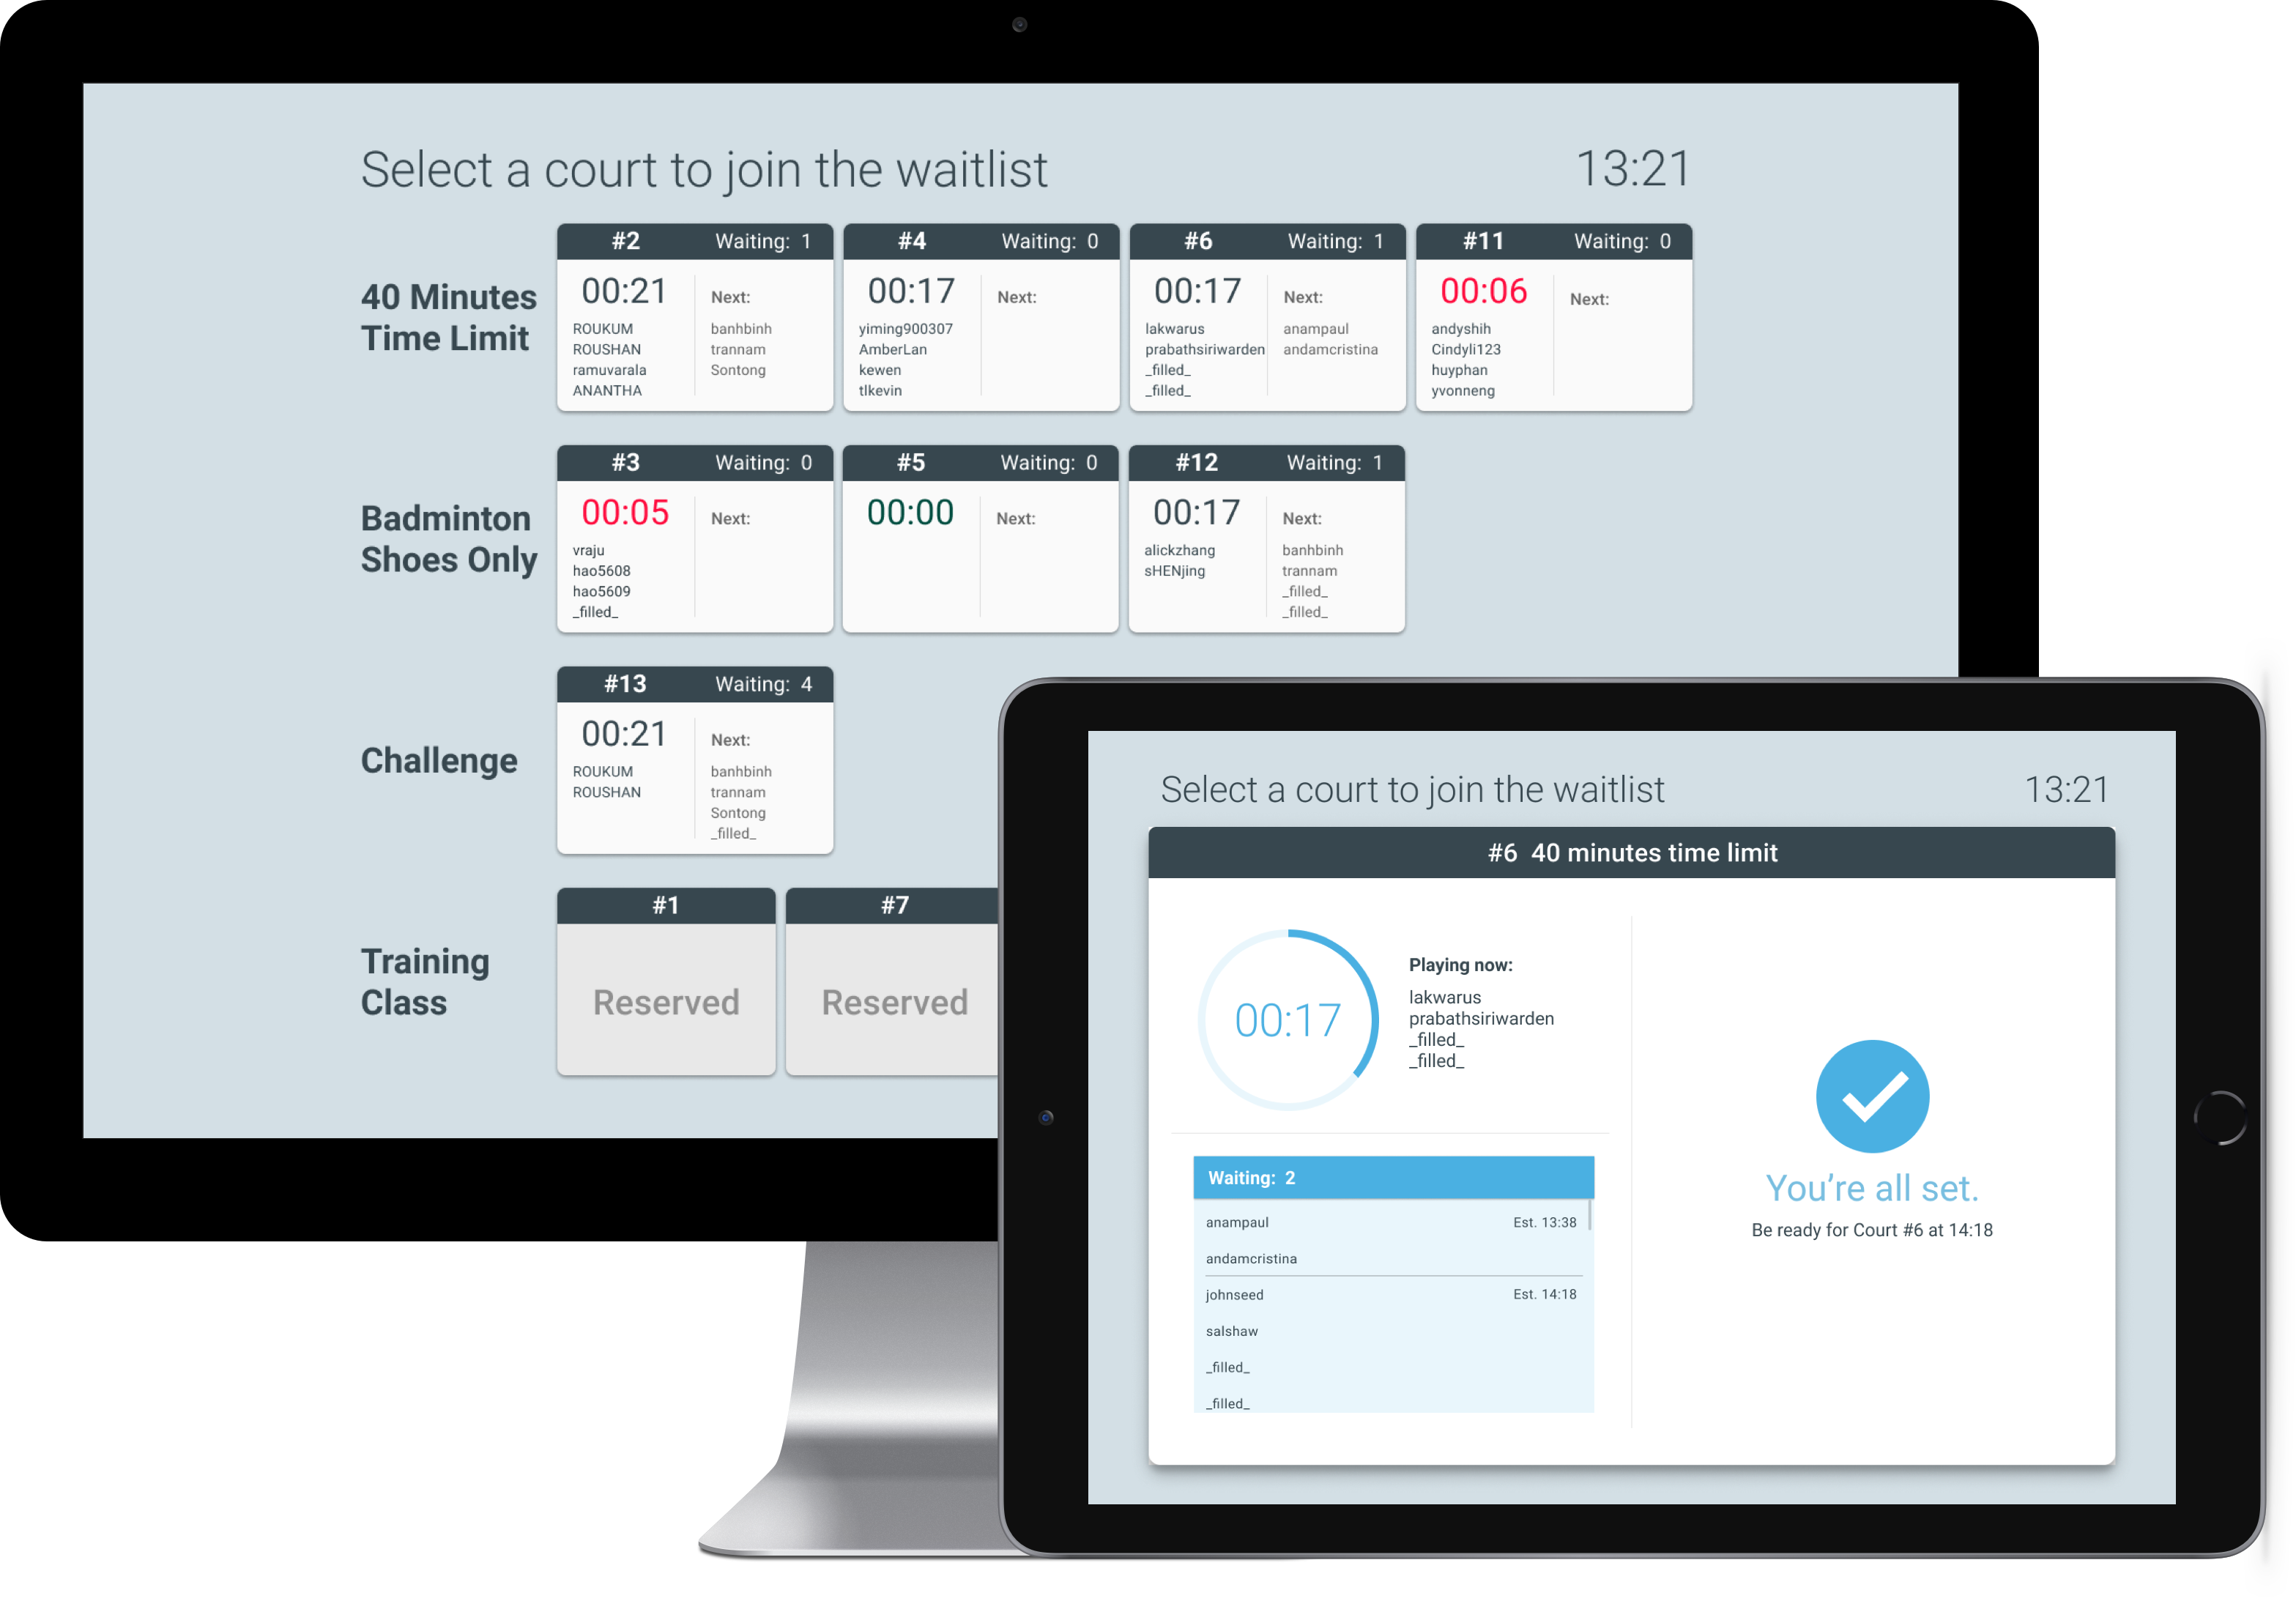 Select a court to join the waitlist
13:21
40 Minutes
Time Limit
#2 Waiting: 1
00:21
ROUKUM
ROUSHAN
ramuvarala
ANANTHA
Next:
banhbinh
trannam
Sontong
#4 Waiting: 0
00:17
yiming900307
AmberLan
kewen
tlkevin
Next:
#6 Waiting: 1
00:17
lakwarus
prabathsiriwarden
_filled_
_filled_
Next:
anampaul
andamcristina
#11 Waiting: 0
00:06
andyshih
Cindyli123
huyphan
yvonneng
Next:
Badminton
Shoes Only
#3 Waiting: 0
00:05
vraju
hao5608
hao5609
_filled_
Next:
#5 Waiting: 0
00:00
Next:
#12 Waiting: 1
00:17
alickzhang
sHENjing
Next:
banhbinh
trannam
_filled_
_filled_
Challenge
#13 Waiting: 4
00:21
ROUKUM
ROUSHAN
Next:
banhbinh
trannam
Sontong
_filled_
Training
Class
#1
Reserved
#7
Reserved
Select a court to join the waitlist
13:21
#6 40 minutes time limit
00:17
Playing now:
lakwarus
prabathsiriwarden
_filled_
_filled_
Waiting: 2
anampaul Est. 13:38
andamcristina
johnseed Est. 14:18
salshaw
_filled_
_filled_
You're all set.
Be ready for Court #6 at 14:18